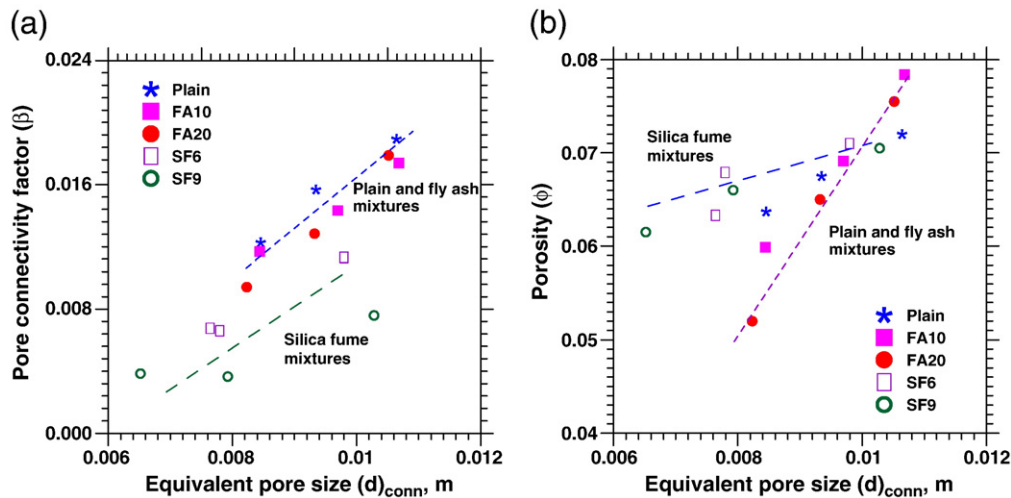 (a)
Pore connectivity factor (β)
0.024
0.016
0.008
0.000
Plain
FA10
FA20
SF6
SF9
Plain and fly ash
mixtures
Silica fume
mixtures
0.006
0.008
0.01
0.012
Equivalent pore size (d)conn, m
(b)
Porosity (ϕ)
0.08
0.07
0.06
0.05
0.04
Silica fume
mixtures
Plain and fly ash
mixtures
Plain
FA10
FA20
SF6
SF9
0.006
0.008
0.01
0.012
Equivalent pore size (d)conn, m